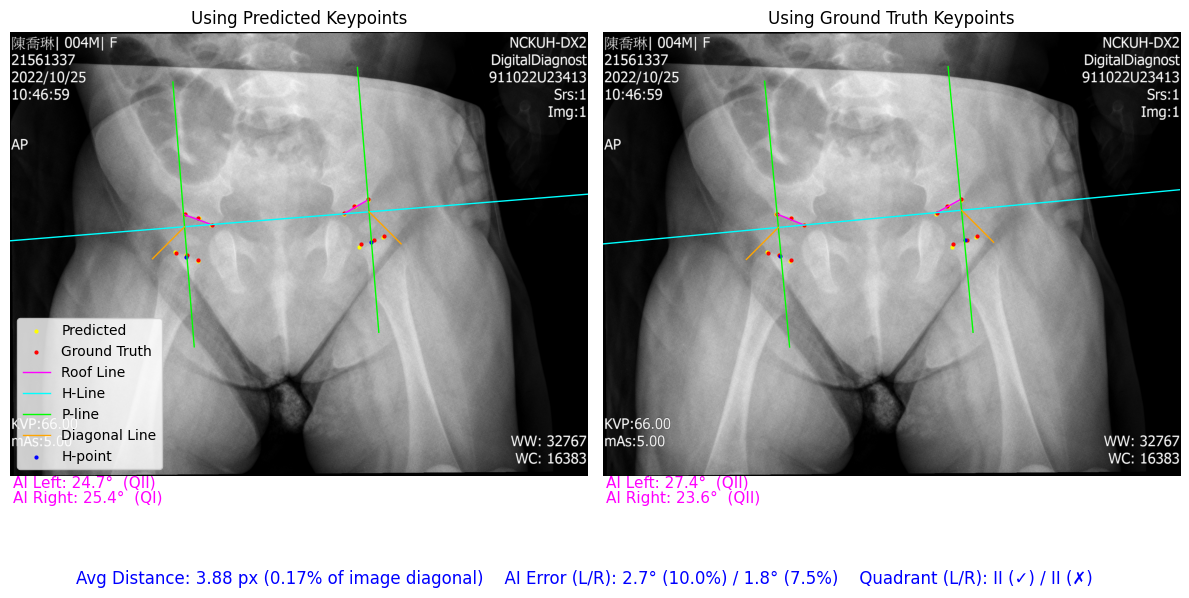 Using Predicted Keypoints
陳喬琳| 004M| F
21561337
2022/10/25
10:46:59
AP
NCKUH-DX2
DigitalDiagnost
911022U23413
Srs:1
Img:1
Predicted
Ground Truth
Roof Line
H-Line
P-line
Diagonal Line
H-point
KVP:66.00
mAs:5.00
WW: 32767
WC: 16383
AI Left: 24.7° (QII)
AI Right: 25.4° (QI)
Using Ground Truth Keypoints
陳喬琳| 004M| F
21561337
2022/10/25
10:46:59
AP
NCKUH-DX2
DigitalDiagnost
911022U23413
Srs:1
Img:1
KVP:66.00
mAs:5.00
WW: 32767
WC: 16383
AI Left: 27.4° (QII)
AI Right: 23.6° (QII)
Avg Distance: 3.88 px (0.17% of image diagonal) AI Error (L/R): 2.7° (10.0%) / 1.8° (7.5%) Quadrant (L/R): II (✓) / II (✗)